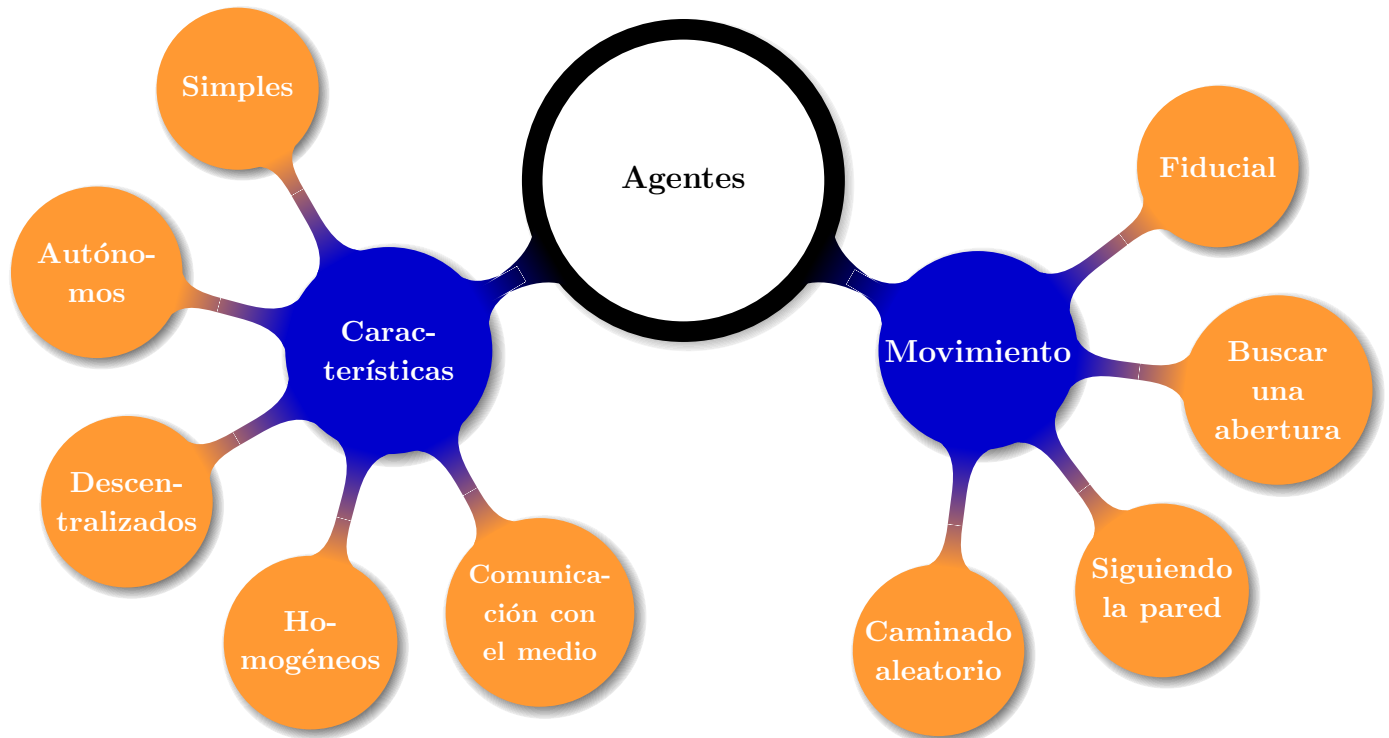 Agentes
Carac-
terísticas
Simples
Autóno-
mos
Descen-
tralizados
Ho-
mogéneos
Comunica-
ción con
el medio
Movimiento
Caminado
aleatorio
Siguiendo
la pared
Buscar
una
abertura
Fiducial